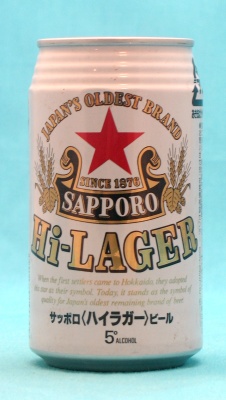 JAPAN'S OLDEST BRAND
SINCE 1876
SAPPORO
Hi-LAGER
When the first settlers came to Hokkaido, they adopted
this star as their symbol. Today, it stands as the symbol of
quality for Japan's oldest remaining brand of beer.
サッポロ〈ハイラガー〉ビール
5° ALCOHOL